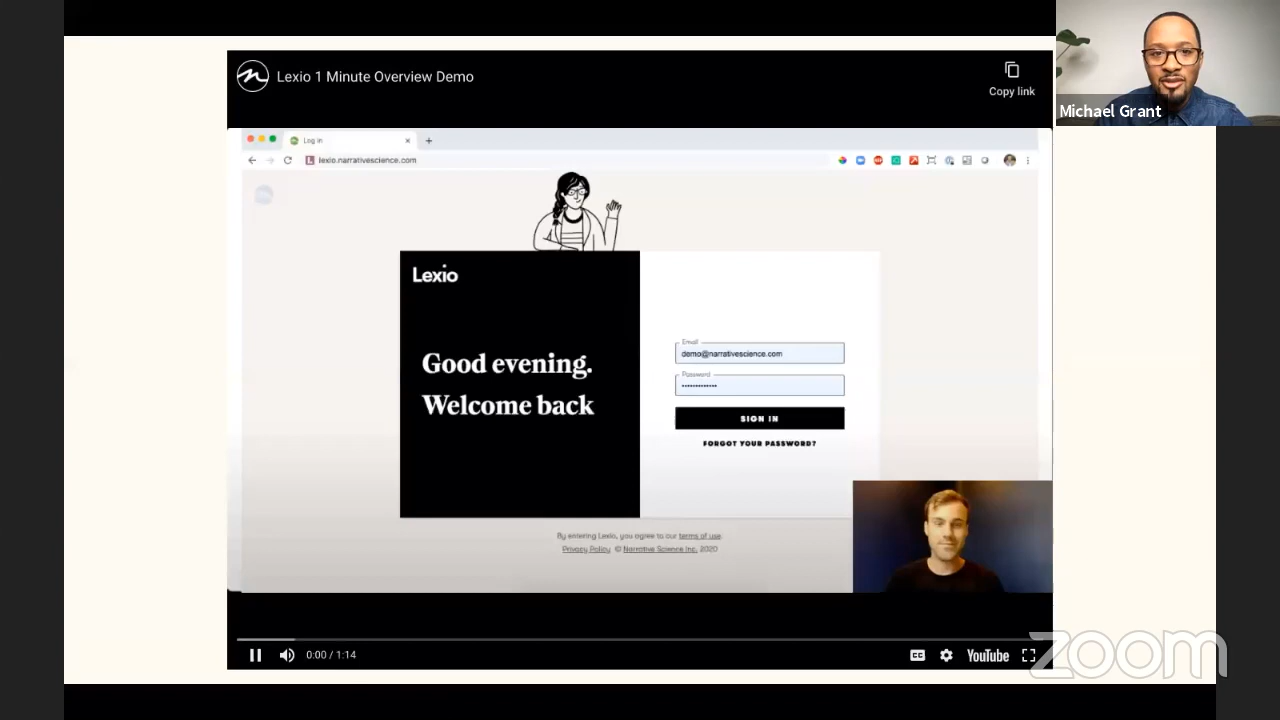 Lexio 1 Minute Overview Demo
Copy link
Michael Grant
Log in
lexio.narrativescience.com
Lexio
Good evening.
Welcome back
Email
demo@narrativescience.com
Password
SIGN IN
FORGOT YOUR PASSWORD?
By entering Lexio, you agree to our terms of use.
Privacy Policy © Narrative Science Inc. 2020
0:00 / 1:14
CC
YouTube
zoom